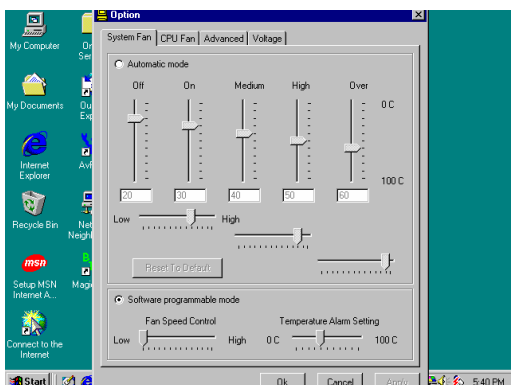 Option
System Fan CPU Fan Advanced Voltage
My Computer
Automatic mode
Off On Medium High Over
0 C
My Documents
Internet Explorer
100 C
20 30 40 50 60
Low High
Recycle Bin
Reset To Default
Setup MSN Internet A...
Software programmable mode
Fan Speed Control Temperature Alarm Setting
Low High 0 C 100 C
Connect to the Internet
Start
Ok Cancel Apply
5:40 PM
msn